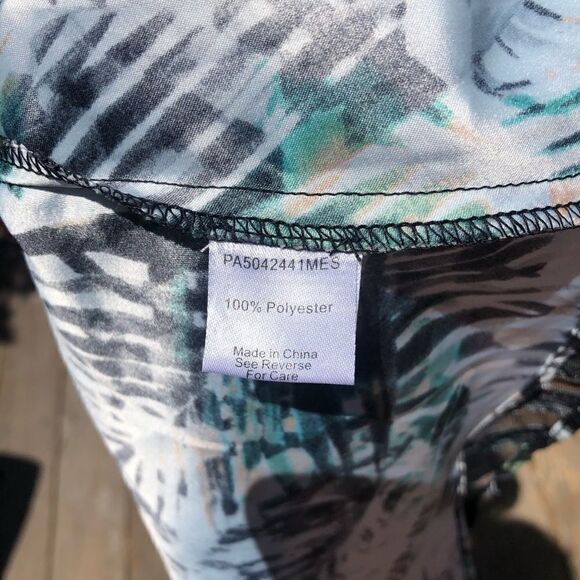 PA5042441MES
100% Polyester
Made in China
See Reverse
For Care